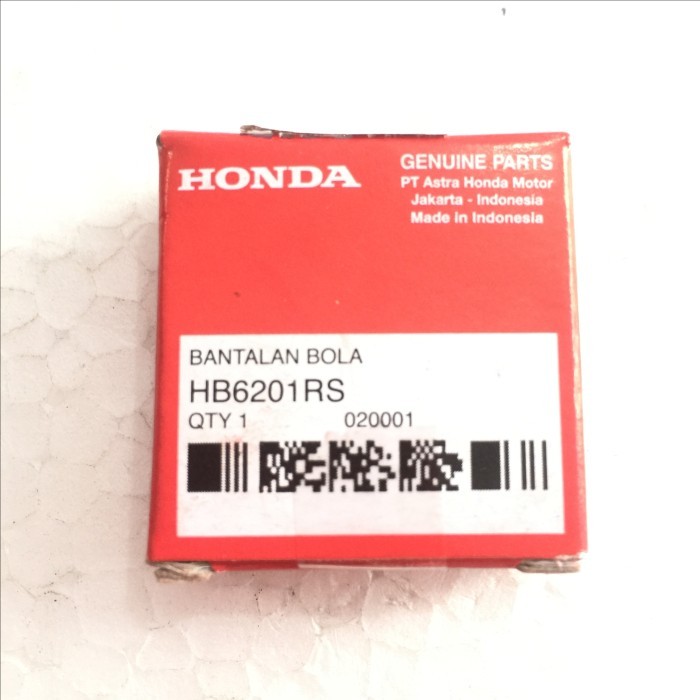 HONDA
GENUINE PARTS
PT Astra Honda Motor
Jakarta - Indonesia
Made in Indonesia
BANTALAN BOLA
HB6201RS
QTY 1 020001